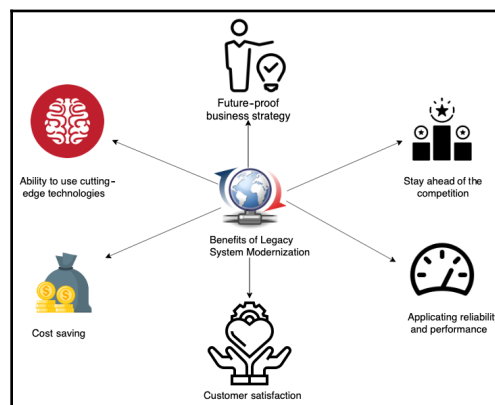 Future-proof
business strategy
Ability to use cutting-
edge technologies
Stay ahead of the
competition
Benefits of Legacy
System Modernization
Cost saving
Applicating reliability
and performance
Customer satisfaction